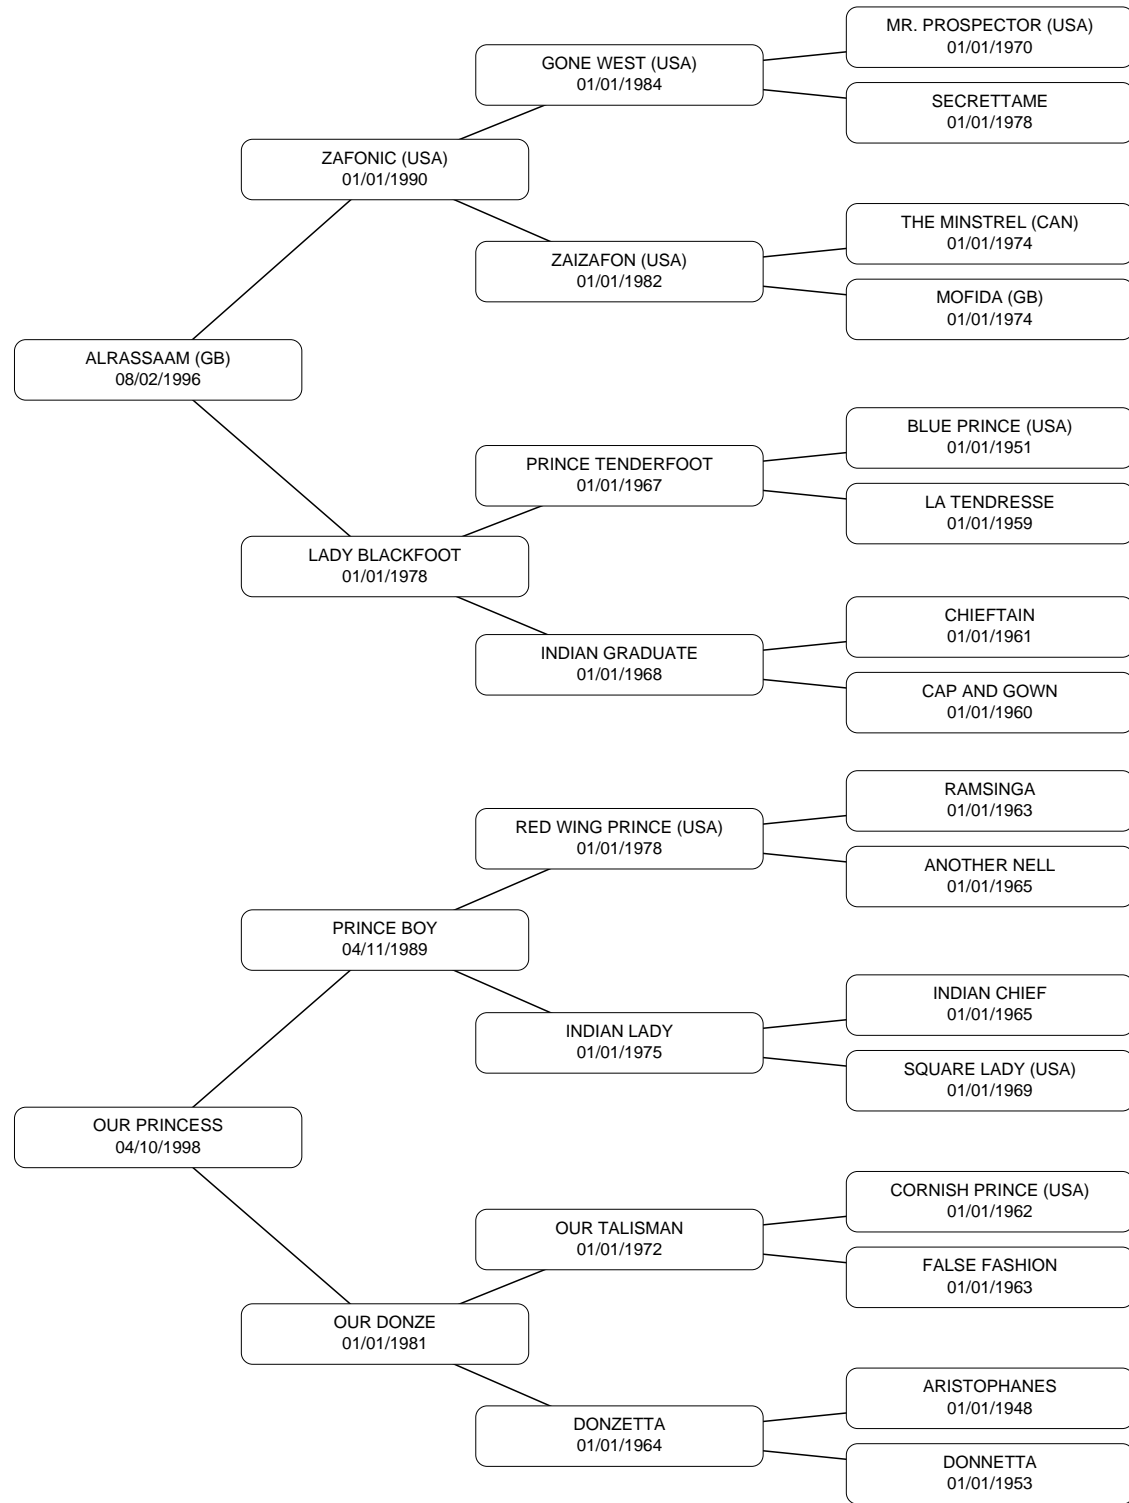 MR. PROSPECTOR (USA)
01/01/1970
GONE WEST (USA)
01/01/1984
SECRETTAME
01/01/1978
ZAFONIC (USA)
01/01/1990
THE MINSTREL (CAN)
01/01/1974
ZAIZAFON (USA)
01/01/1982
MOFIDA (GB)
01/01/1974
ALRASSAAM (GB)
08/02/1996
BLUE PRINCE (USA)
01/01/1951
PRINCE TENDERFOOT
01/01/1967
LA TENDRESSE
01/01/1959
LADY BLACKFOOT
01/01/1978
CHIEFTAIN
01/01/1961
INDIAN GRADUATE
01/01/1968
CAP AND GOWN
01/01/1960
RAMSINGA
01/01/1963
RED WING PRINCE (USA)
01/01/1978
ANOTHER NELL
01/01/1965
PRINCE BOY
04/11/1989
INDIAN CHIEF
01/01/1965
INDIAN LADY
01/01/1975
SQUARE LADY (USA)
01/01/1969
OUR PRINCESS
04/10/1998
CORNISH PRINCE (USA)
01/01/1962
OUR TALISMAN
01/01/1972
FALSE FASHION
01/01/1963
OUR DONZE
01/01/1981
ARISTOPHANES
01/01/1948
DONZETTA
01/01/1964
DONNETTA
01/01/1953